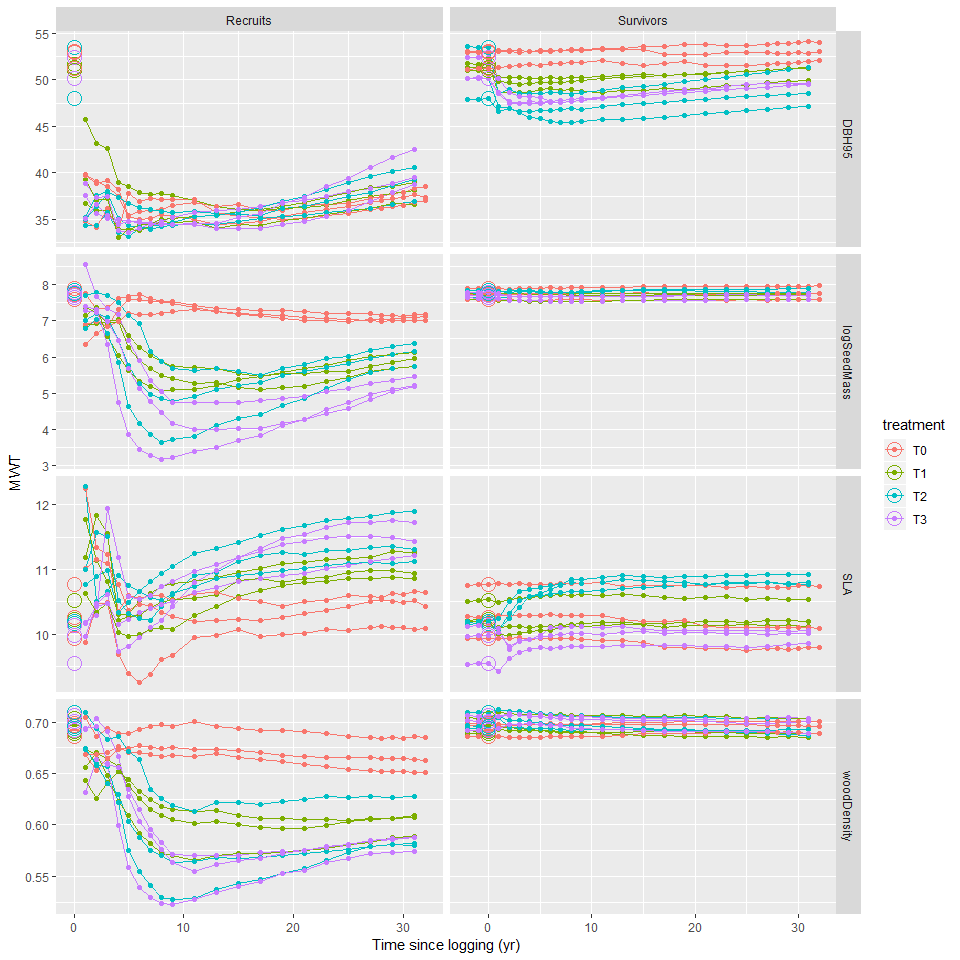 Recruits
Survivors
55
50
45
40
35
DBH95
8
7
6
5
4
3
logSeedMass
12
11
10
SLA
0.70
0.65
0.60
0.55
woodDensity
0
10
20
30
0
10
20
30
Time since logging (yr)
MWT
treatment
T0
T1
T2
T3